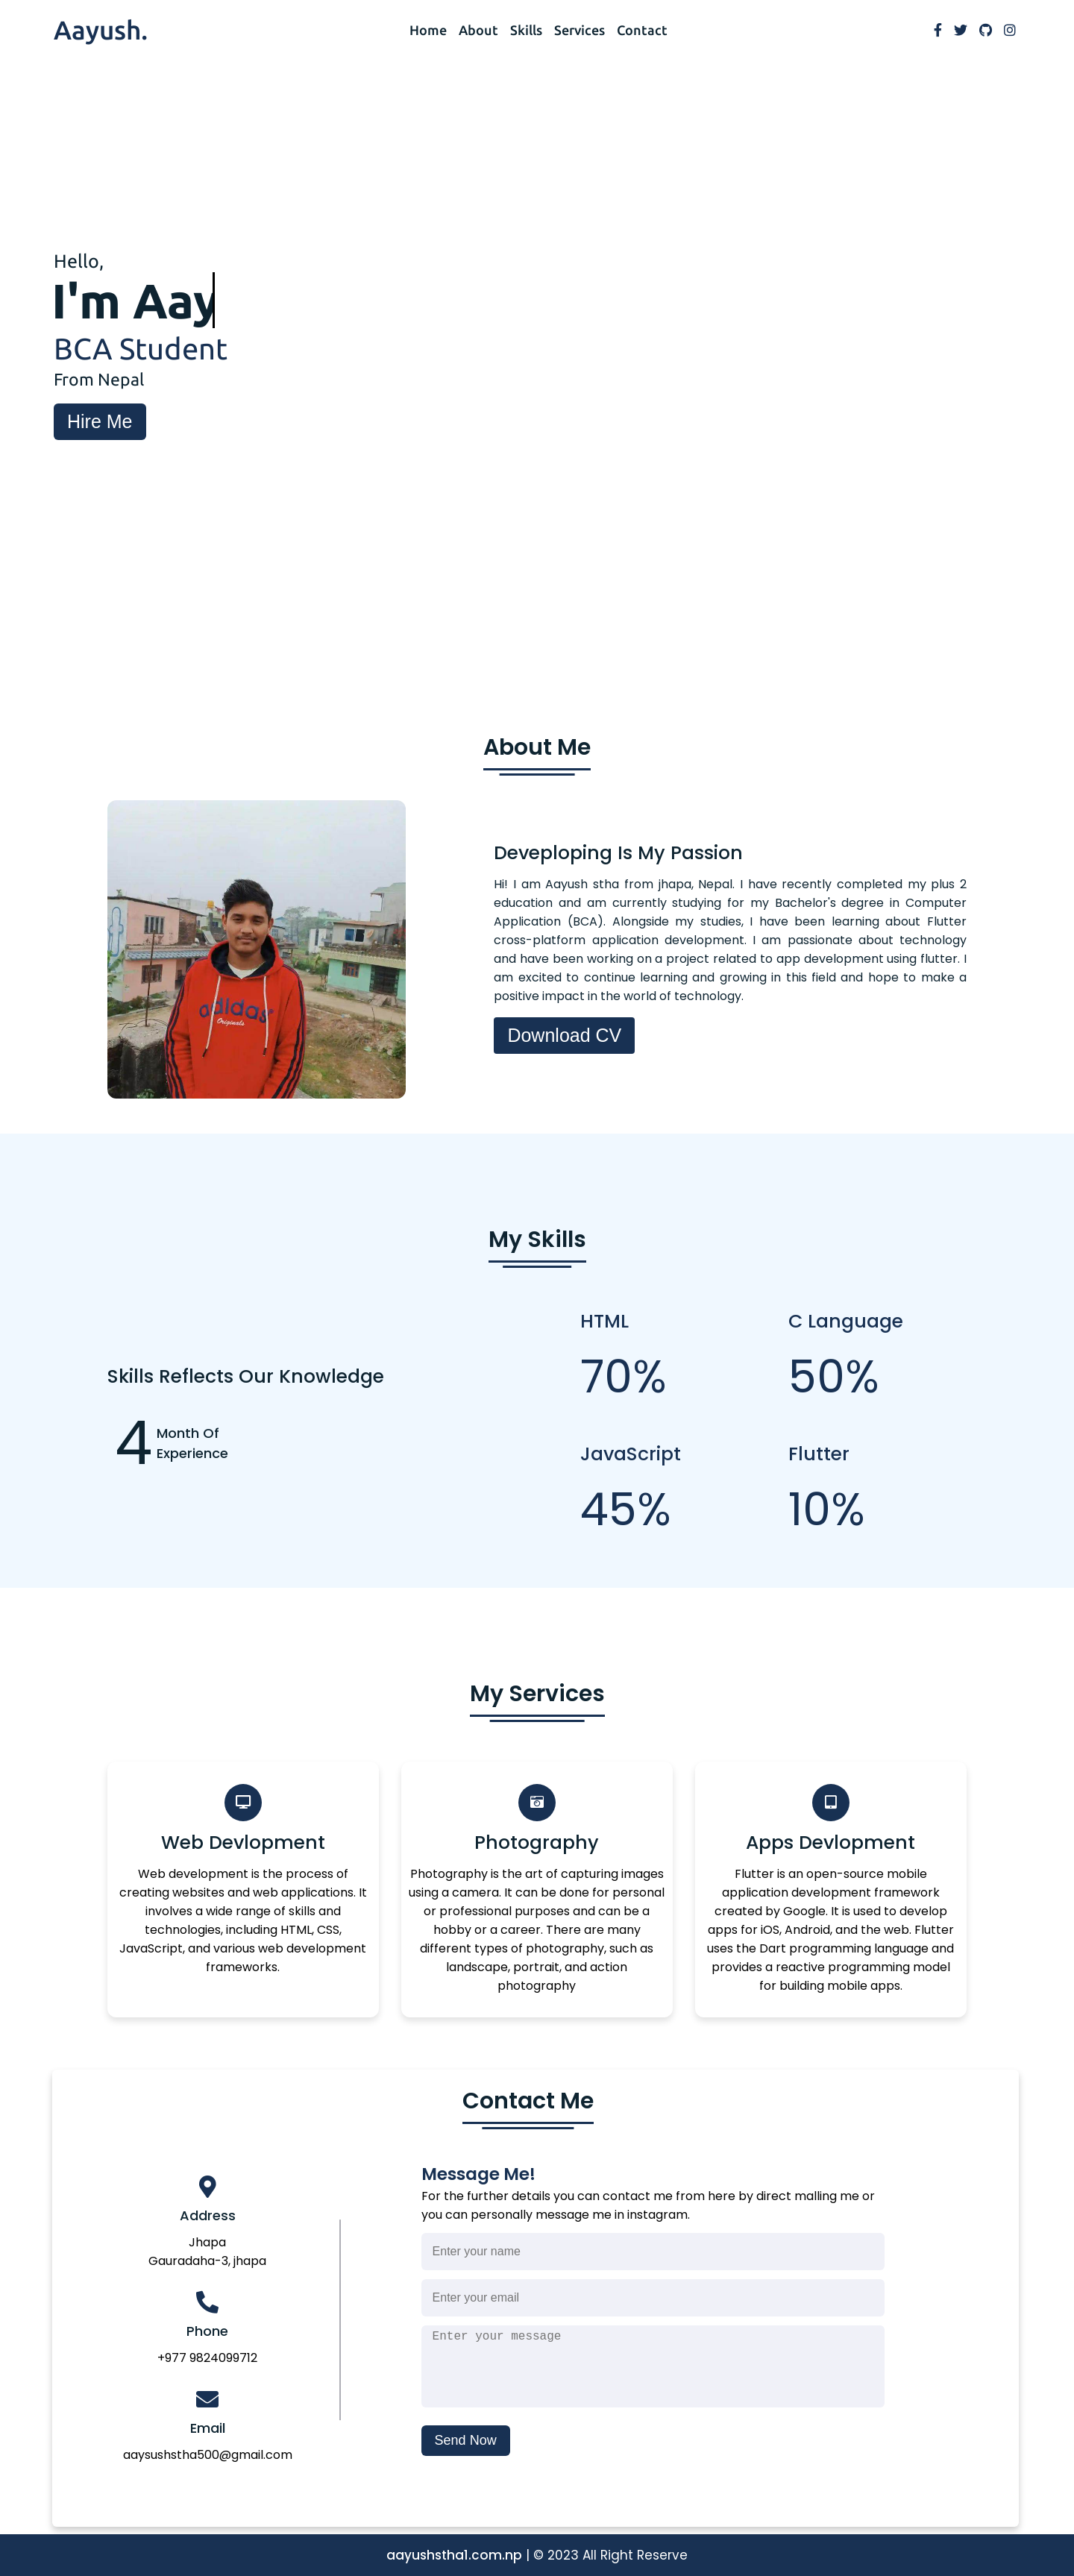 Aayush.
Home About Skills Services Contact
Hello,
I'm Aay
BCA Student
From Nepal
Hire Me
About Me
Deveploping Is My Passion
Hi! I am Aayush stha from jhapa, Nepal. I have recently completed my plus 2
education and am currently studying for my Bachelor's degree in Computer
Application (BCA). Alongside my studies, I have been learning about Flutter
cross-platform application development. I am passionate about technology
and have been working on a project related to app development using flutter. I
am excited to continue learning and growing in this field and hope to make a
positive impact in the world of technology.
Download CV
adidas
Originals
My Skills
Skills Reflects Our Knowledge
4 Month Of
Experience
HTML
70%
C Language
50%
JavaScript
45%
Flutter
10%
My Services
Web Devlopment
Web development is the process of
creating websites and web applications. It
involves a wide range of skills and
technologies, including HTML, CSS,
JavaScript, and various web development
frameworks.
Photography
Photography is the art of capturing images
using a camera. It can be done for personal
or professional purposes and can be a
hobby or a career. There are many
different types of photography, such as
landscape, portrait, and action
photography
Apps Devlopment
Flutter is an open-source mobile
application development framework
created by Google. It is used to develop
apps for iOS, Android, and the web. Flutter
uses the Dart programming language and
provides a reactive programming model
for building mobile apps.
Contact Me
Address
Jhapa
Gauradaha-3, jhapa
Phone
+977 9824099712
Email
aaysushstha500@gmail.com
Message Me!
For the further details you can contact me from here by direct malling me or
you can personally message me in instagram.
Enter your name
Enter your email
Enter your message
Send Now
aayushstha1.com.np | © 2023 All Right Reserve